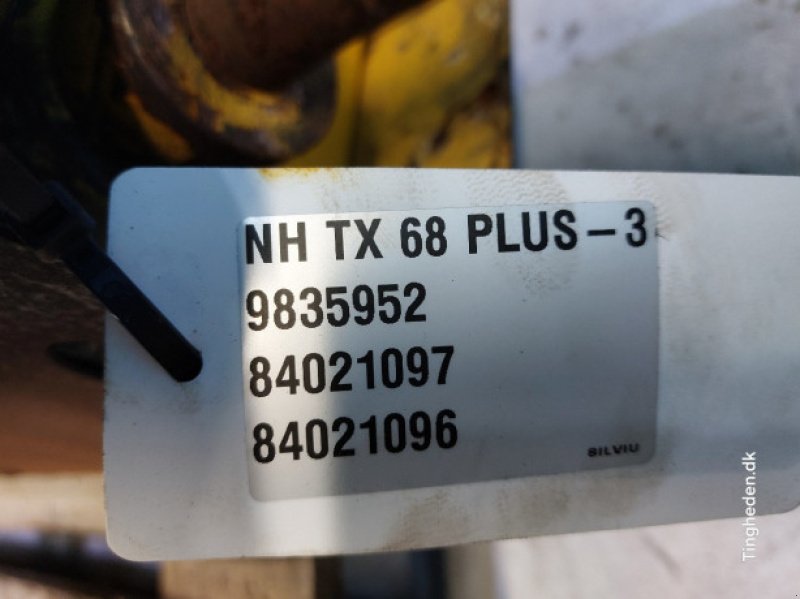 NH TX 68 PLUS-3
9835952
84021097
84021096
SILVIU
Tingheden.dk